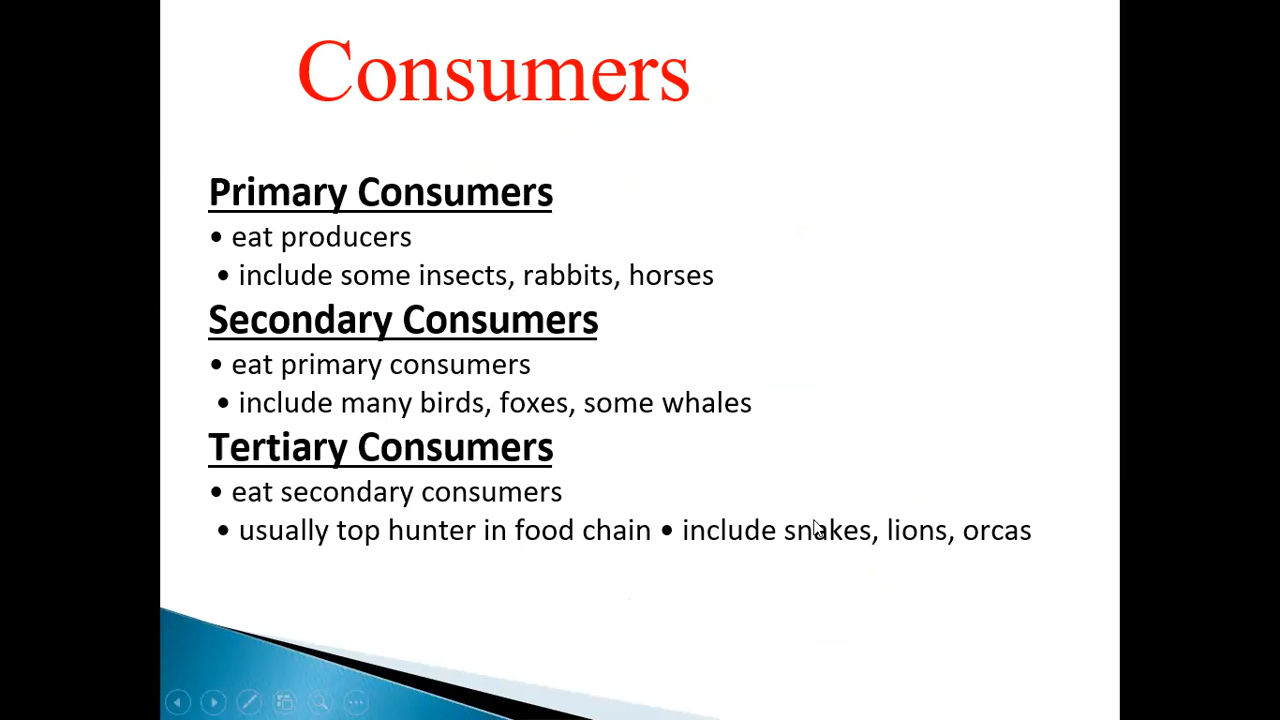 Consumers
Primary Consumers
• eat producers
• include some insects, rabbits, horses
Secondary Consumers
• eat primary consumers
• include many birds, foxes, some whales
Tertiary Consumers
• eat secondary consumers
• usually top hunter in food chain • include snakes, lions, orcas